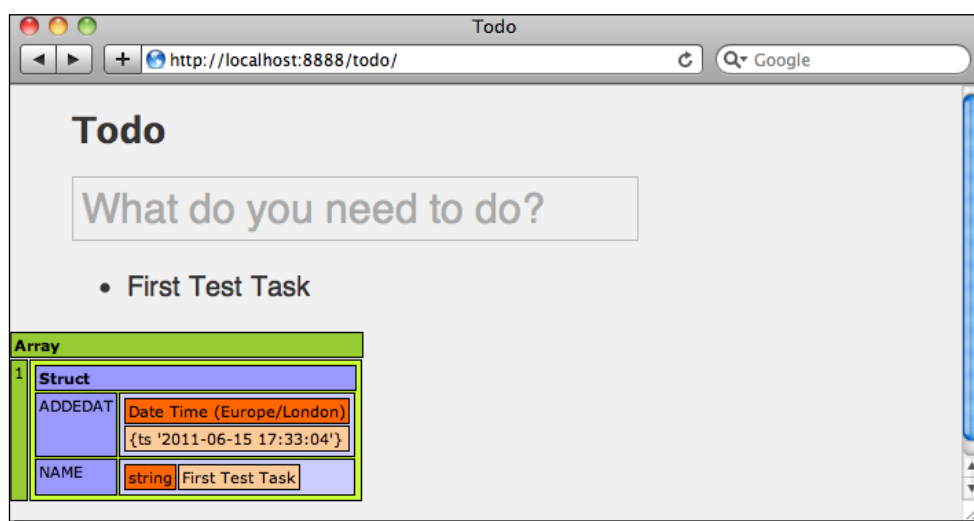 Todo
http://localhost:8888/todo/
Google
Todo
What do you need to do?
• First Test Task
Array
1
Struct
ADDEDAT
Date Time (Europe/London)
{ts '2011-06-15 17:33:04'}
NAME
string First Test Task